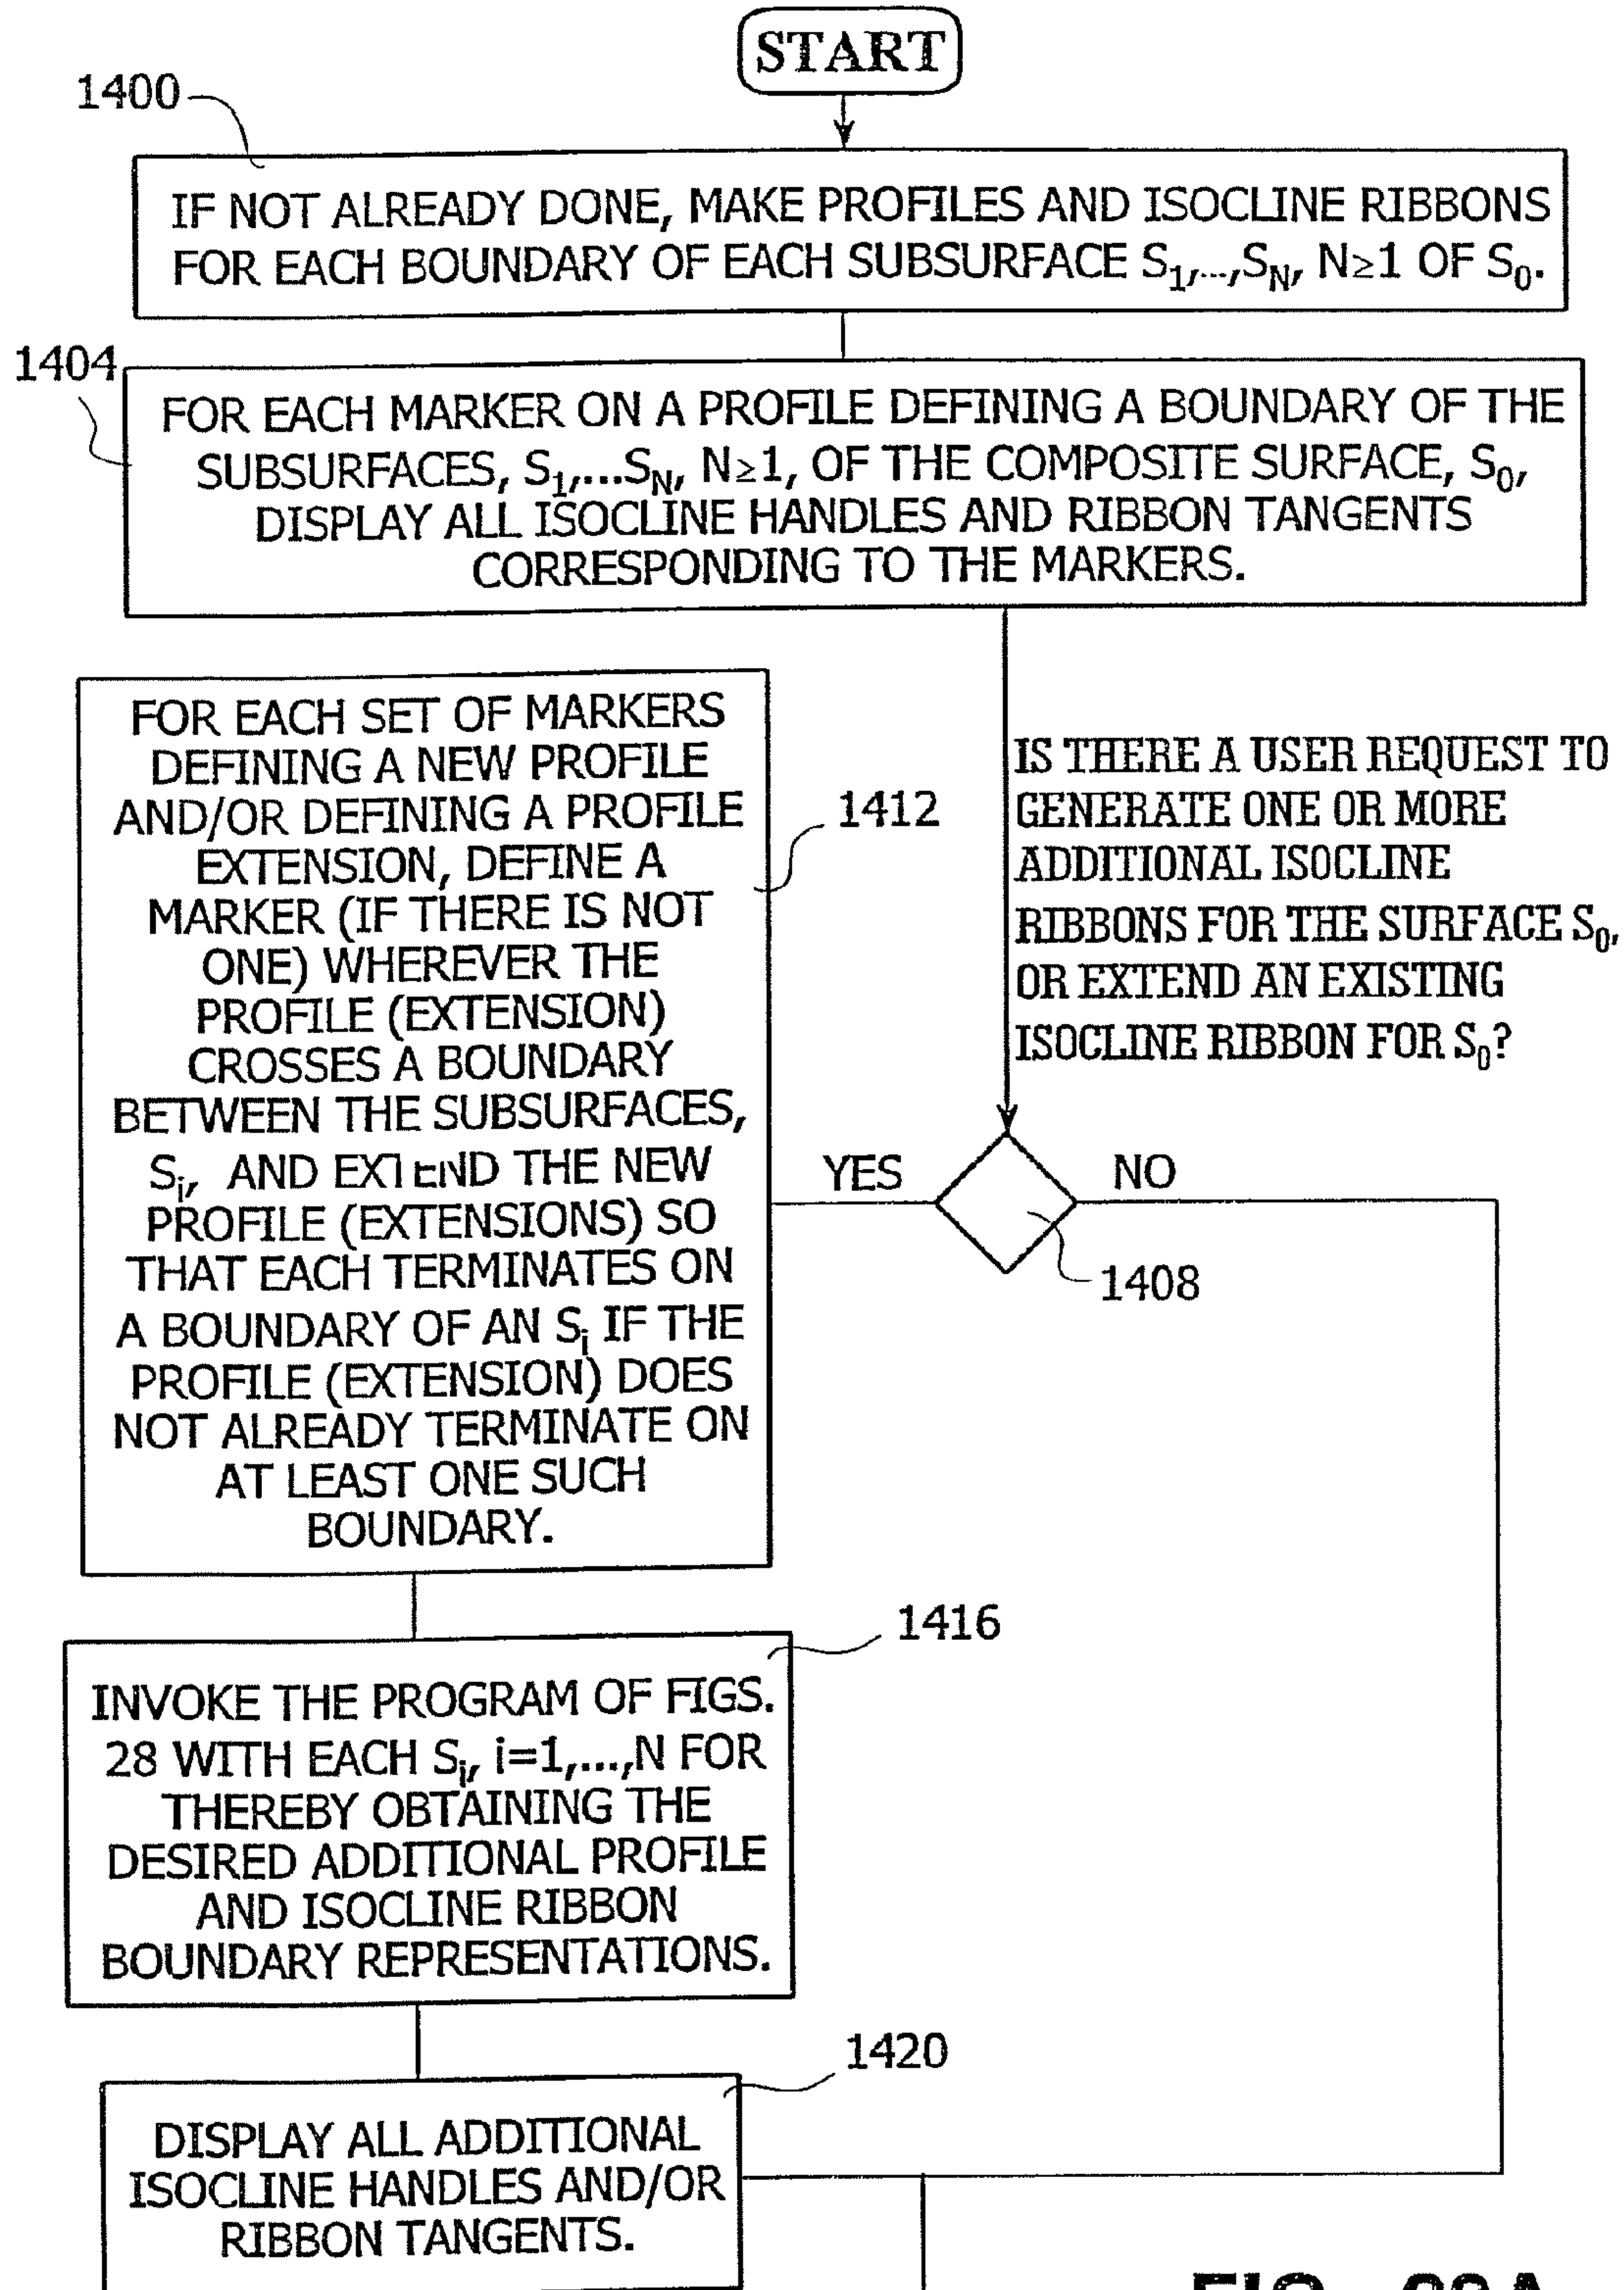 START
1400
IF NOT ALREADY DONE, MAKE PROFILES AND ISOCLINE RIBBONS
FOR EACH BOUNDARY OF EACH SUBSURFACE S₁,...,S_N, N≥1 OF S₀.
1404
FOR EACH MARKER ON A PROFILE DEFINING A BOUNDARY OF THE
SUBSURFACES, S₁,...S_N, N≥1, OF THE COMPOSITE SURFACE, S₀,
DISPLAY ALL ISOCLINE HANDLES AND RIBBON TANGENTS
CORRESPONDING TO THE MARKERS.
IS THERE A USER REQUEST TO
GENERATE ONE OR MORE
ADDITIONAL ISOCLINE
RIBBONS FOR THE SURFACE S₀,
OR EXTEND AN EXISTING
ISOCLINE RIBBON FOR S₀?
YES
NO
1408
FOR EACH SET OF MARKERS
DEFINING A NEW PROFILE
AND/OR DEFINING A PROFILE
EXTENSION, DEFINE A
MARKER (IF THERE IS NOT
ONE) WHEREVER THE
PROFILE (EXTENSION)
CROSSES A BOUNDARY
BETWEEN THE SUBSURFACES,
Sᵢ, AND EXTEND THE NEW
PROFILE (EXTENSIONS) SO
THAT EACH TERMINATES ON
A BOUNDARY OF AN Sᵢ IF THE
PROFILE (EXTENSION) DOES
NOT ALREADY TERMINATE ON
AT LEAST ONE SUCH
BOUNDARY.
1412
1416
INVOKE THE PROGRAM OF FIGS.
28 WITH EACH Sᵢ, i=1,...,N FOR
THEREBY OBTAINING THE
DESIRED ADDITIONAL PROFILE
AND ISOCLINE RIBBON
BOUNDARY REPRESENTATIONS.
1420
DISPLAY ALL ADDITIONAL
ISOCLINE HANDLES AND/OR
RIBBON TANGENTS.